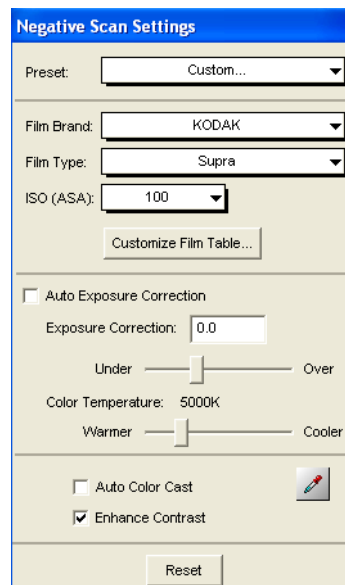 Negative Scan Settings
Preset: Custom...
Film Brand: KODAK
Film Type: Supra
ISO (ASA): 100
Customize Film Table...
Auto Exposure Correction
Exposure Correction: 0.0
Under Over
Color Temperature: 5000K
Warmer Cooler
Auto Color Cast
Enhance Contrast
Reset